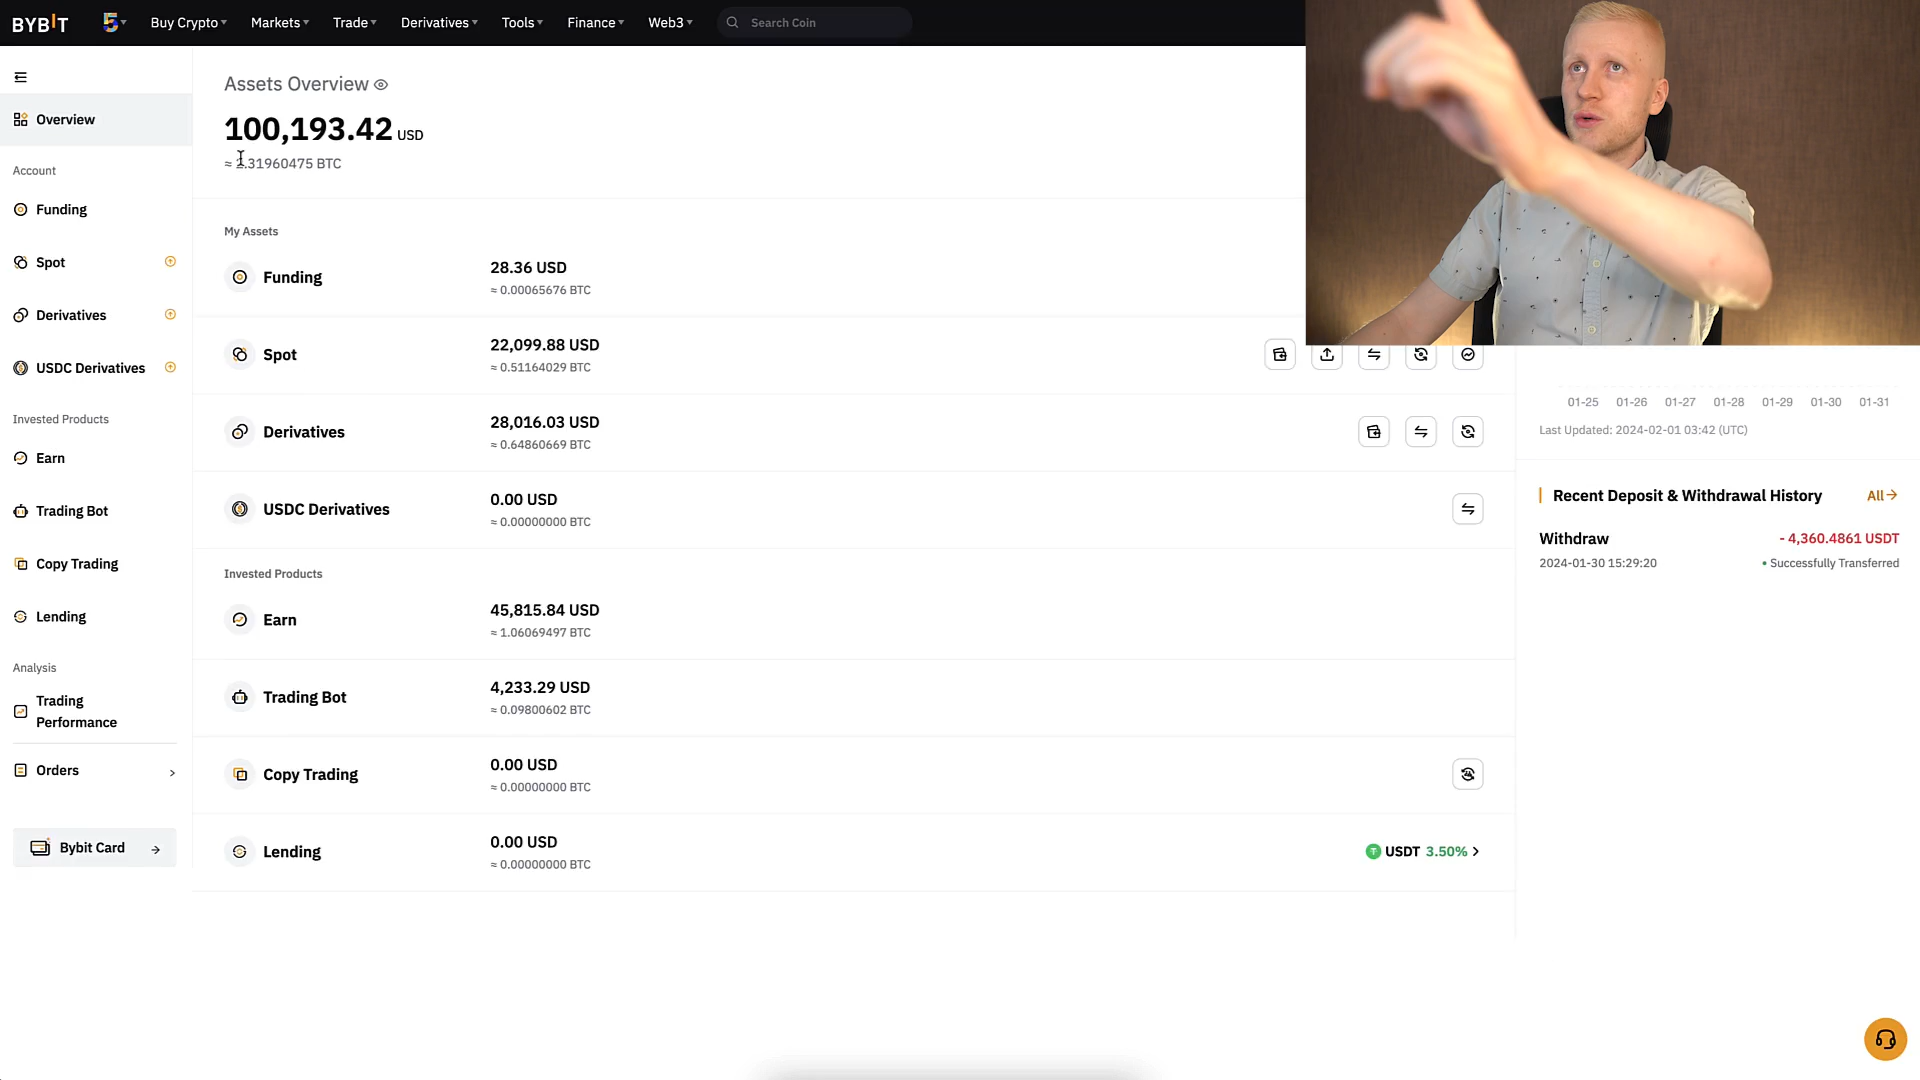 BYBIT
5
Buy Crypto
Markets
Trade
Derivatives
Tools
Finance
Web3
Search Coin
Overview
Account
Funding
Spot
Derivatives
USDC Derivatives
Invested Products
Earn
Trading Bot
Copy Trading
Lending
Analysis
Trading
Performance
Orders
Bybit Card
Assets Overview
100,193.42 USD
≈ 2.31960475 BTC
My Assets
Funding
28.36 USD
≈ 0.00065676 BTC
Spot
22,099.88 USD
≈ 0.51164029 BTC
Derivatives
28,016.03 USD
≈ 0.64860669 BTC
USDC Derivatives
0.00 USD
≈ 0.00000000 BTC
Invested Products
Earn
45,815.84 USD
≈ 1.06069497 BTC
Trading Bot
4,233.29 USD
≈ 0.09800602 BTC
Copy Trading
0.00 USD
≈ 0.00000000 BTC
Lending
0.00 USD
≈ 0.00000000 BTC
USDT 3.50%
01-25 01-26 01-27 01-28 01-29 01-30 01-31
Last Updated: 2024-02-01 03:42 (UTC)
Recent Deposit & Withdrawal History
All
Withdraw
- 4,360.4861 USDT
2024-01-30 15:29:20
• Successfully Transferred